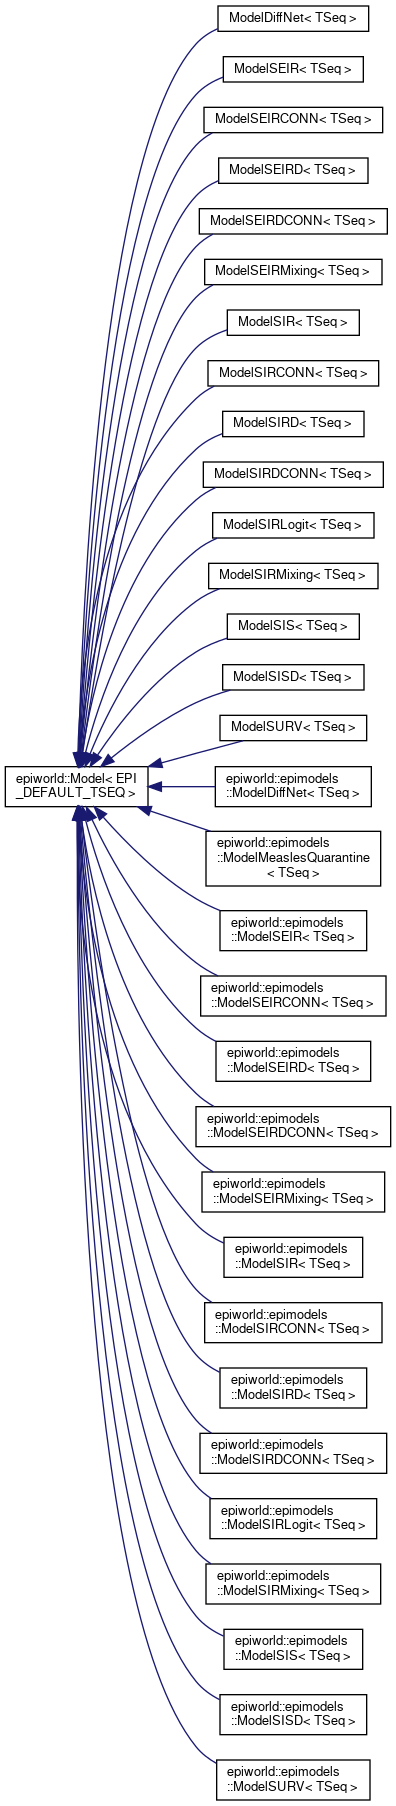 ModelDiffNet< TSeq >
ModelSEIR< TSeq >
ModelSEIRCONN< TSeq >
ModelSEIRD< TSeq >
ModelSEIRDCONN< TSeq >
ModelSEIRMixing< TSeq >
ModelSIR< TSeq >
ModelSIRCONN< TSeq >
ModelSIRD< TSeq >
ModelSIRDCONN< TSeq >
ModelSIRLogit< TSeq >
ModelSIRMixing< TSeq >
ModelSIS< TSeq >
ModelSISD< TSeq >
ModelSURV< TSeq >
epiworld::Model< EPI
_DEFAULT_TSEQ >
epiworld::epimodels
::ModelDiffNet< TSeq >
epiworld::epimodels
::ModelMeaslesQuarantine
< TSeq >
epiworld::epimodels
::ModelSEIR< TSeq >
epiworld::epimodels
::ModelSEIRCONN< TSeq >
epiworld::epimodels
::ModelSEIRD< TSeq >
epiworld::epimodels
::ModelSEIRDCONN< TSeq >
epiworld::epimodels
::ModelSEIRMixing< TSeq >
epiworld::epimodels
::ModelSIR< TSeq >
epiworld::epimodels
::ModelSIRCONN< TSeq >
epiworld::epimodels
::ModelSIRD< TSeq >
epiworld::epimodels
::ModelSIRDCONN< TSeq >
epiworld::epimodels
::ModelSIRLogit< TSeq >
epiworld::epimodels
::ModelSIRMixing< TSeq >
epiworld::epimodels
::ModelSIS< TSeq >
epiworld::epimodels
::ModelSISD< TSeq >
epiworld::epimodels
::ModelSURV< TSeq >